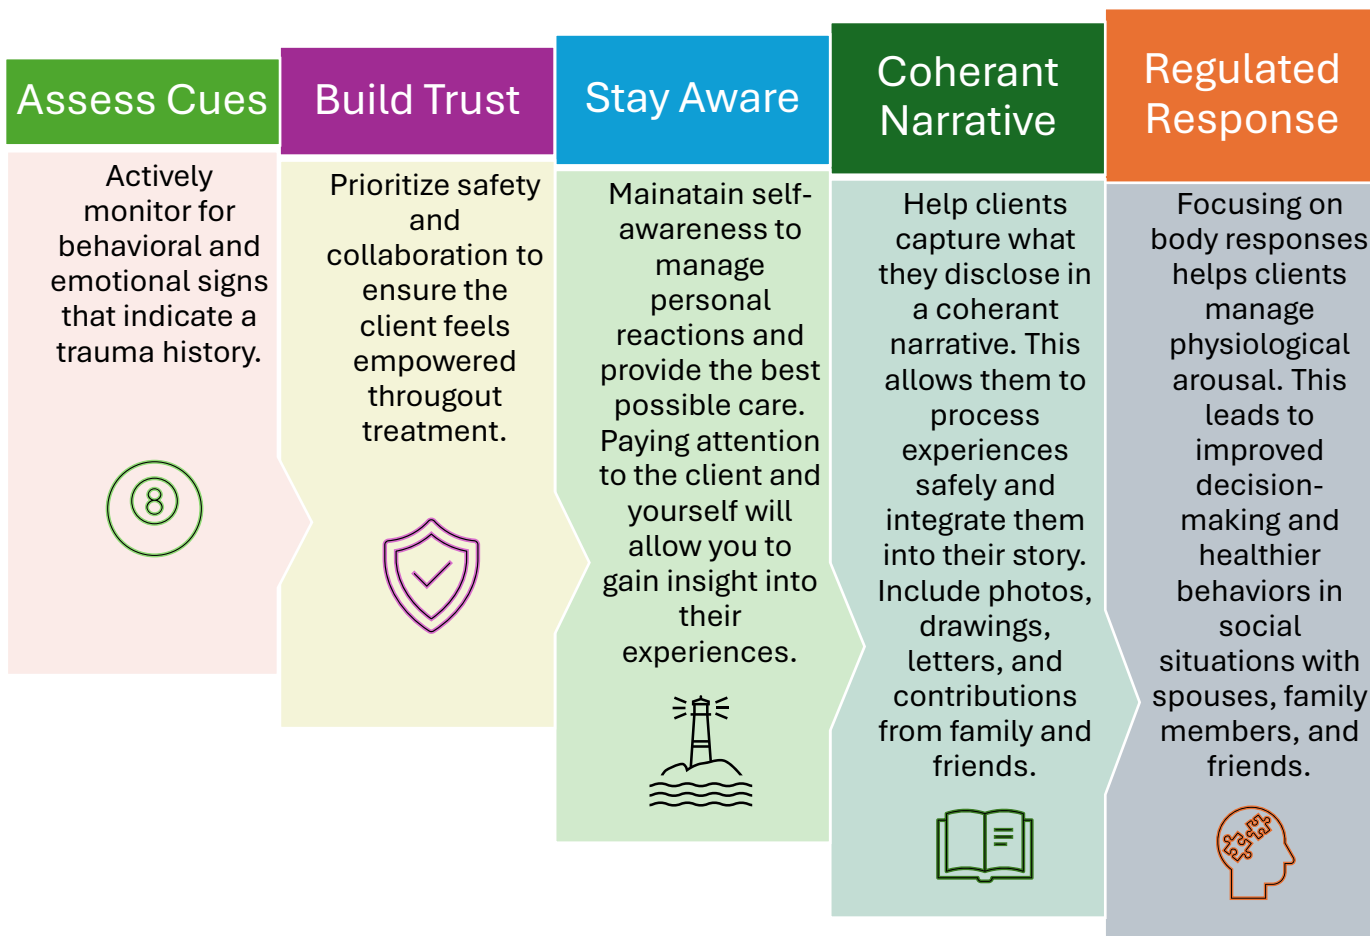 Assess Cues
Actively
monitor for
behavioral and
emotional signs
that indicate a
trauma history.
8
Build Trust
Prioritize safety
and
collaboration to
ensure the
client feels
empowered
througout
treatment.
Stay Aware
Mainatain self-
awareness to
manage
personal
reactions and
provide the best
possible care.
Paying attention
to the client and
yourself will
allow you to
gain insight into
their
experiences.
Coherant
Narrative
Help clients
capture what
they disclose in
a coherant
narrative. This
allows them to
process
experiences
safely and
integrate them
into their story.
Include photos,
drawings,
letters, and
contributions
from family and
friends.
Regulated
Response
Focusing on
body responses
helps clients
manage
physiological
arousal. This
leads to
improved
decision-
making and
healthier
behaviors in
social
situations with
spouses, family
members, and
friends.